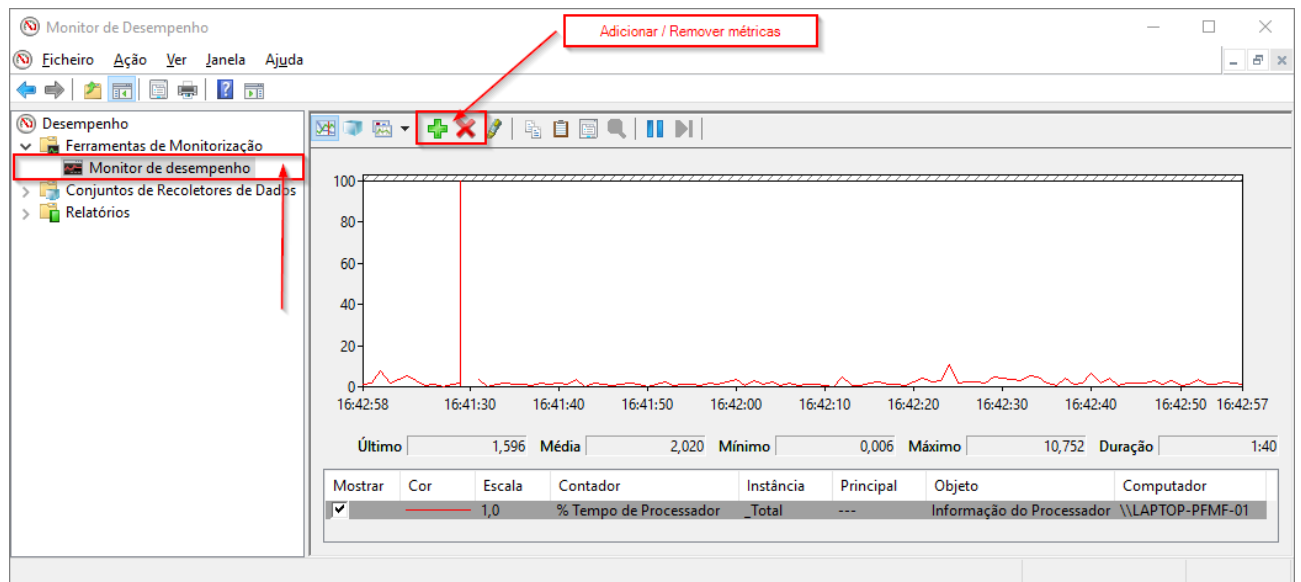 Monitor de Desempenho
Adicionar / Remover métricas
Ficheiro Ação Ver Janela Ajuda
Desempenho
Ferramentas de Monitorização
Monitor de desempenho
Conjuntos de Recoletores de Dados
Relatórios
100
80
60
40
20
0
16:42:58 16:41:30 16:41:40 16:41:50 16:42:00 16:42:10 16:42:20 16:42:30 16:42:40 16:42:50 16:42:57
Último 1,596 Média 2,020 Mínimo 0,006 Máximo 10,752 Duração 1:40
Mostrar Cor Escala Contador Instância Principal Objeto Computador
1,0 % Tempo de Processador _Total --- Informação do Processador \\LAPTOP-PFMF-01